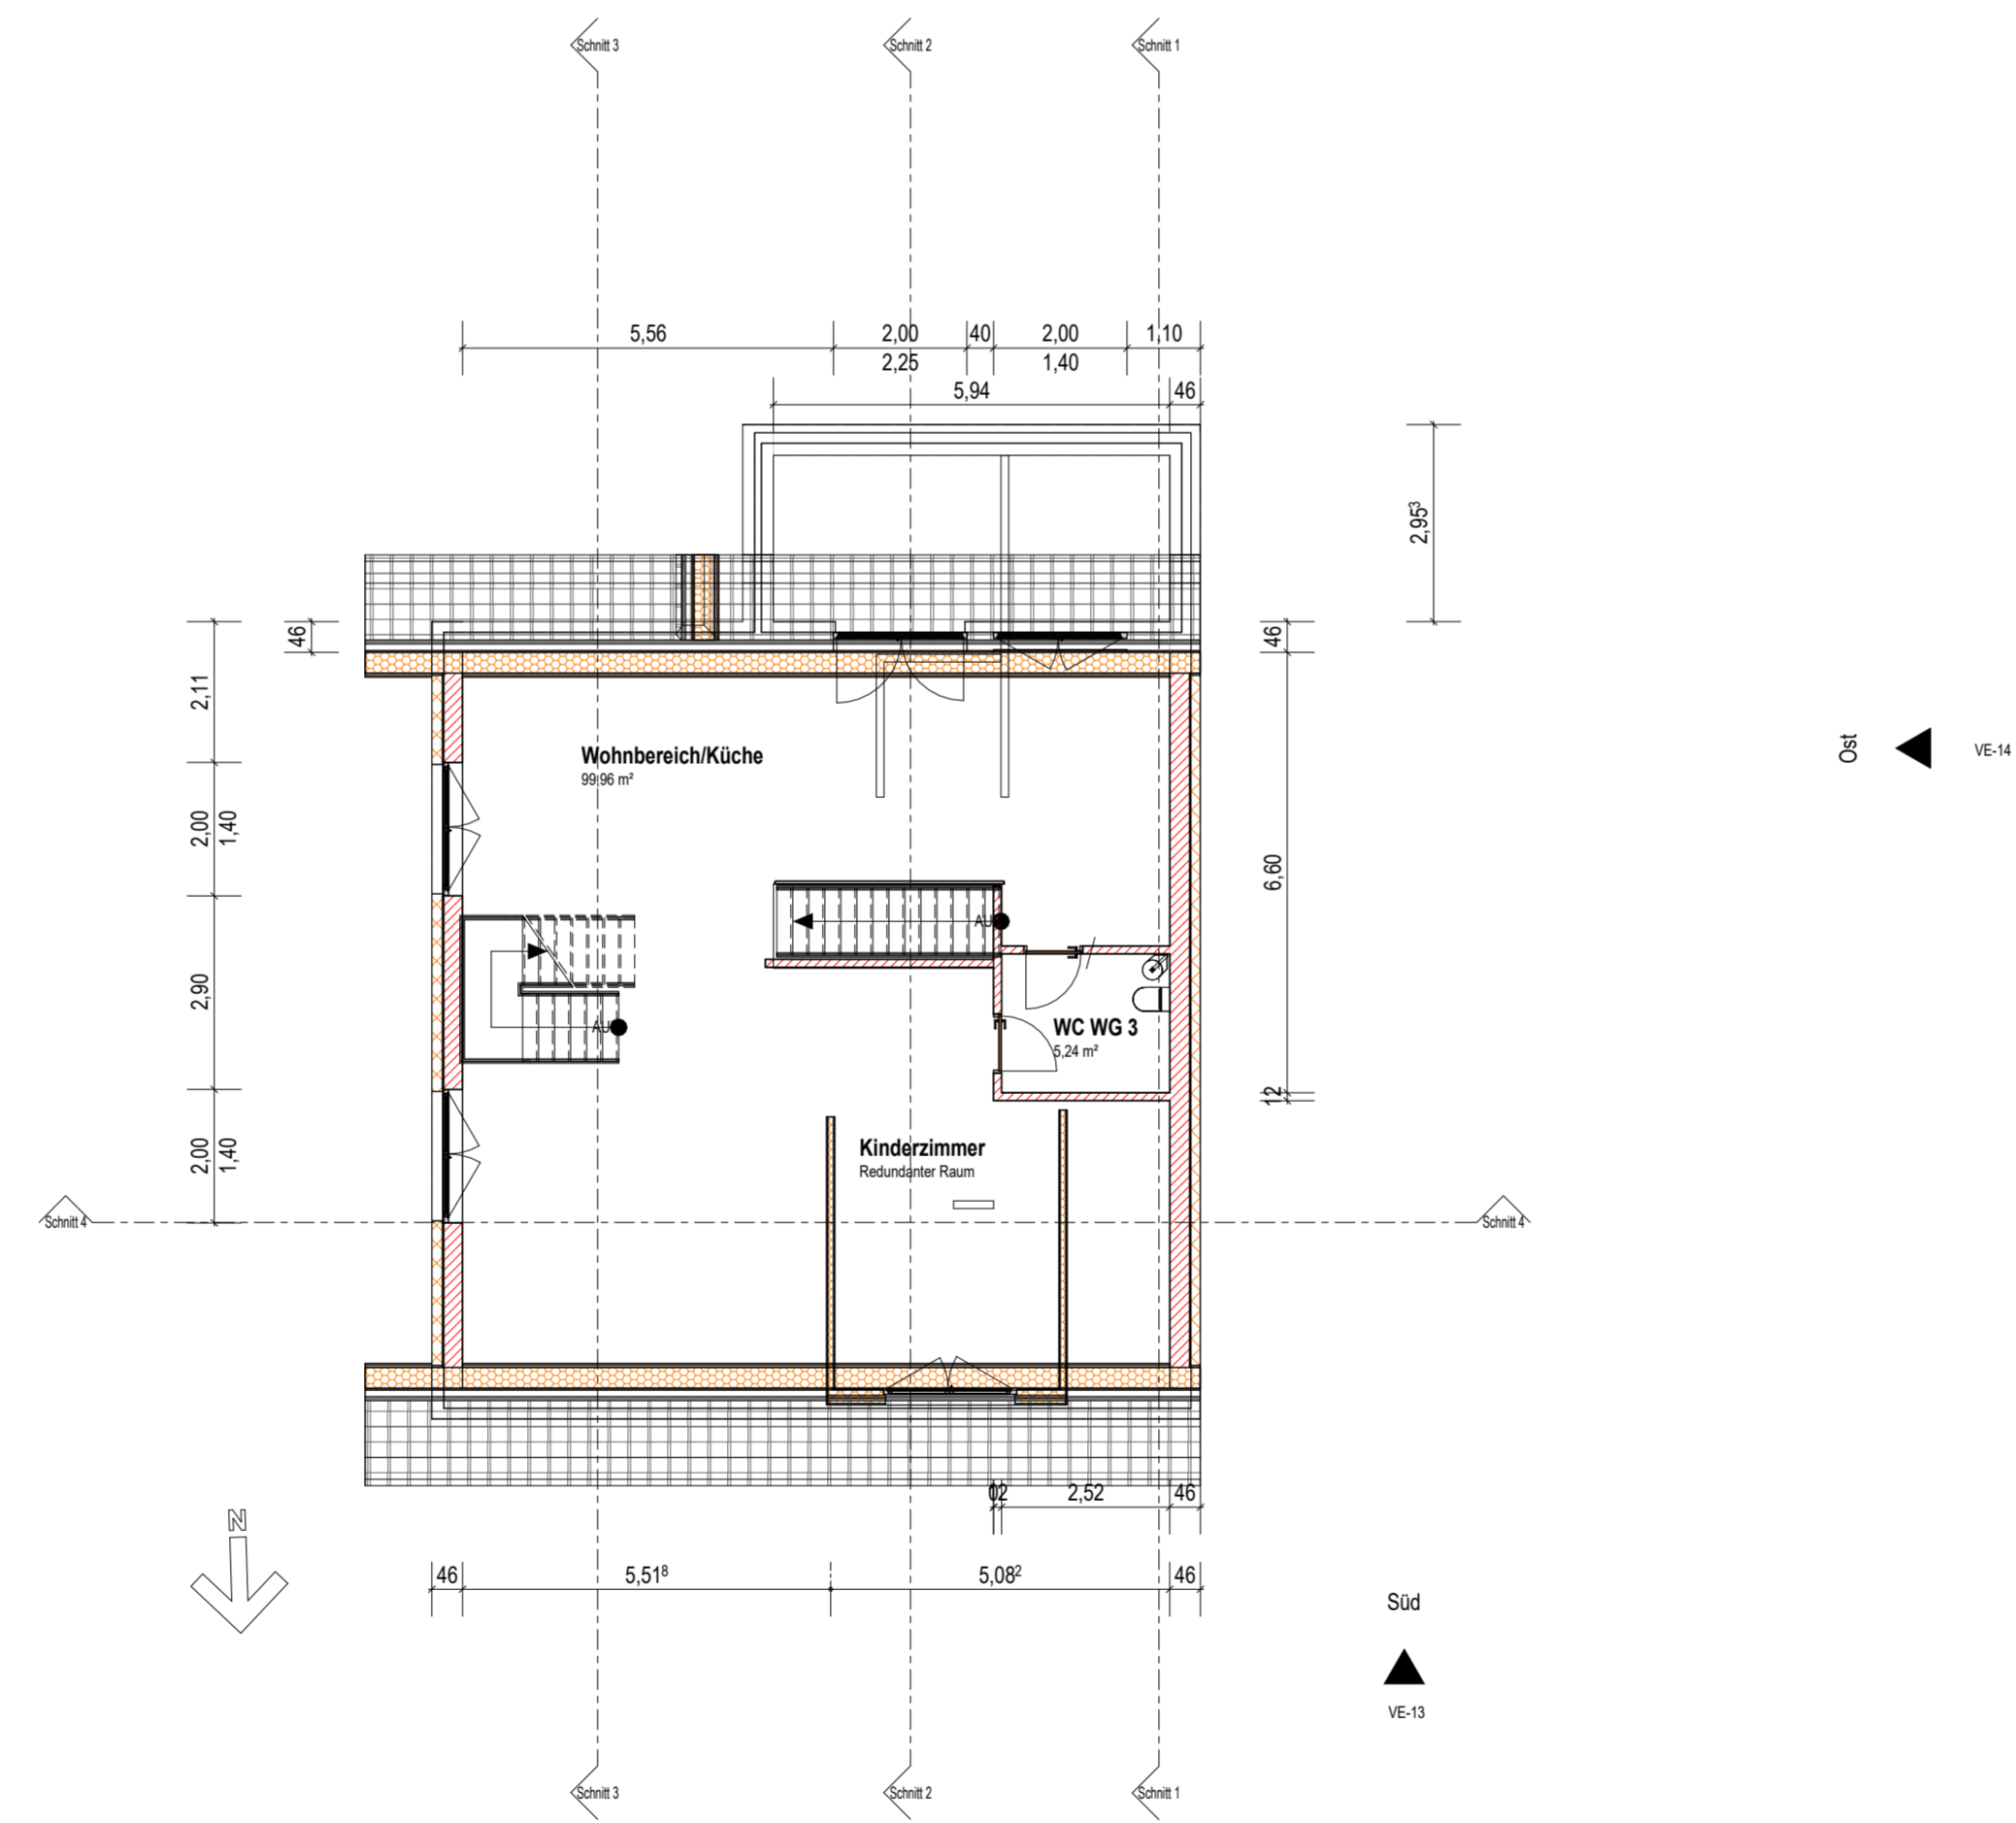 Schnitt 3
Schnitt 2
Schnitt 1
5,56
2,00
40
2,00
1,10
2,25
1,40
5,94
46
2,95³
46
46
2,11
2,00
1,40
2,90
2,00
1,40
6,60
12
Wohnbereich/Küche
99,96 m²
Ost
VE-14
AU
AU
WC WG 3
5,24 m²
Kinderzimmer
Redundanter Raum
Schnitt 4
Schnitt 4
2,52
46
N
46
5,51⁸
5,08²
46
Süd
VE-13
Schnitt 3
Schnitt 2
Schnitt 1